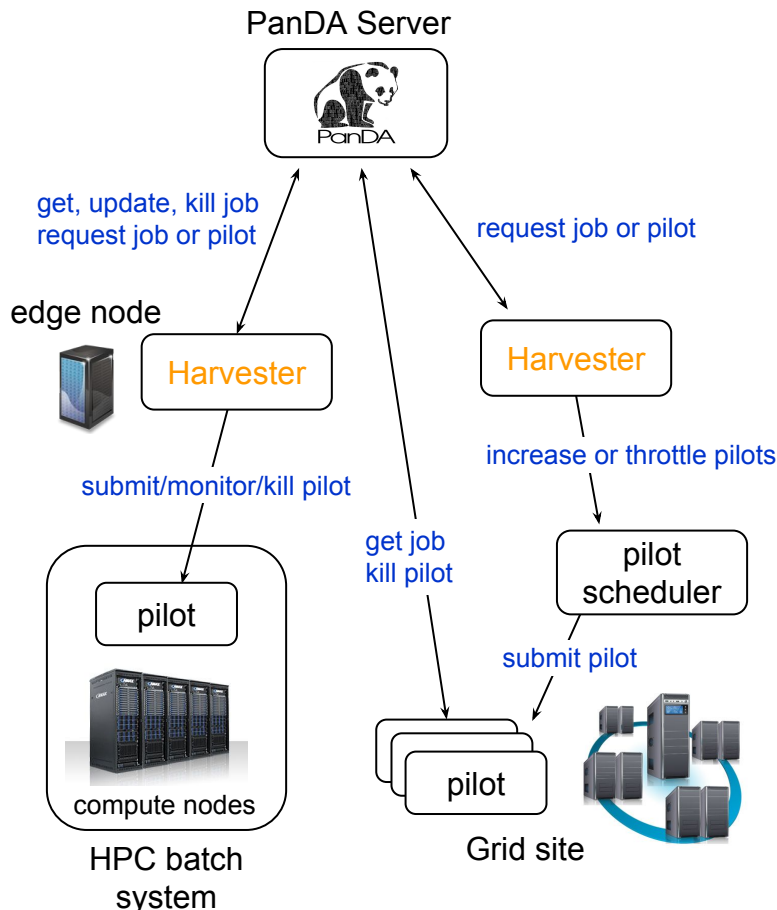 PanDA Server
PanDA
get, update, kill job
request job or pilot
request job or pilot
edge node
Harvester
Harvester
increase or throttle pilots
submit/monitor/kill pilot
get job
kill pilot
pilot
scheduler
pilot
submit pilot
pilot
compute nodes
Grid site
HPC batch
system